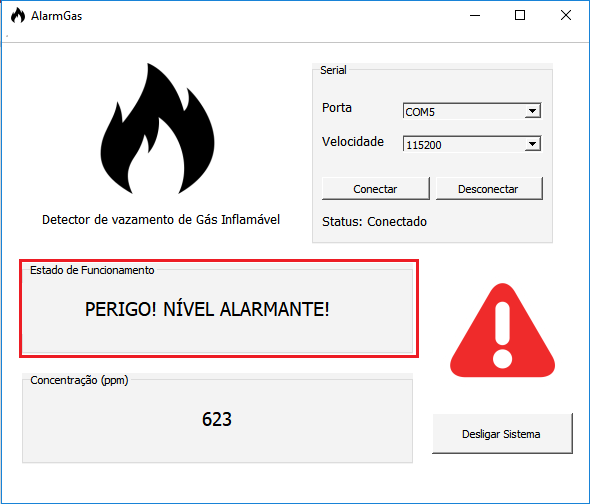 AlarmGas
Serial
Porta
COM5
Velocidade
115200
Conectar
Desconectar
Status: Conectado
Detector de vazamento de Gás Inflamável
Estado de Funcionamento
PERIGO! NÍVEL ALARMANTE!
Concentração (ppm)
623
Desligar Sistema